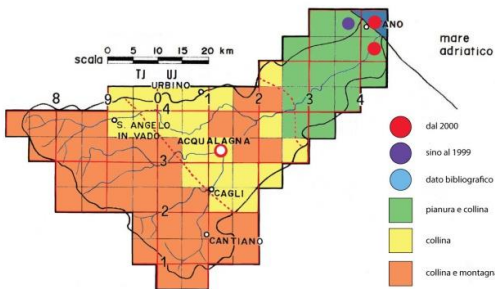 ANO
mare
adriatico
scala 0 5 10 15 20 km
TJ UJ
URBINO
8 9 0 1 2 3 4
4
S. ANGELO
IN VADO
ACQUALAGNA
3
CAGLI
2
CANTIANO
1
dal 2000
sino al 1999
dato bibliografico
pianura e collina
collina
collina e montagna